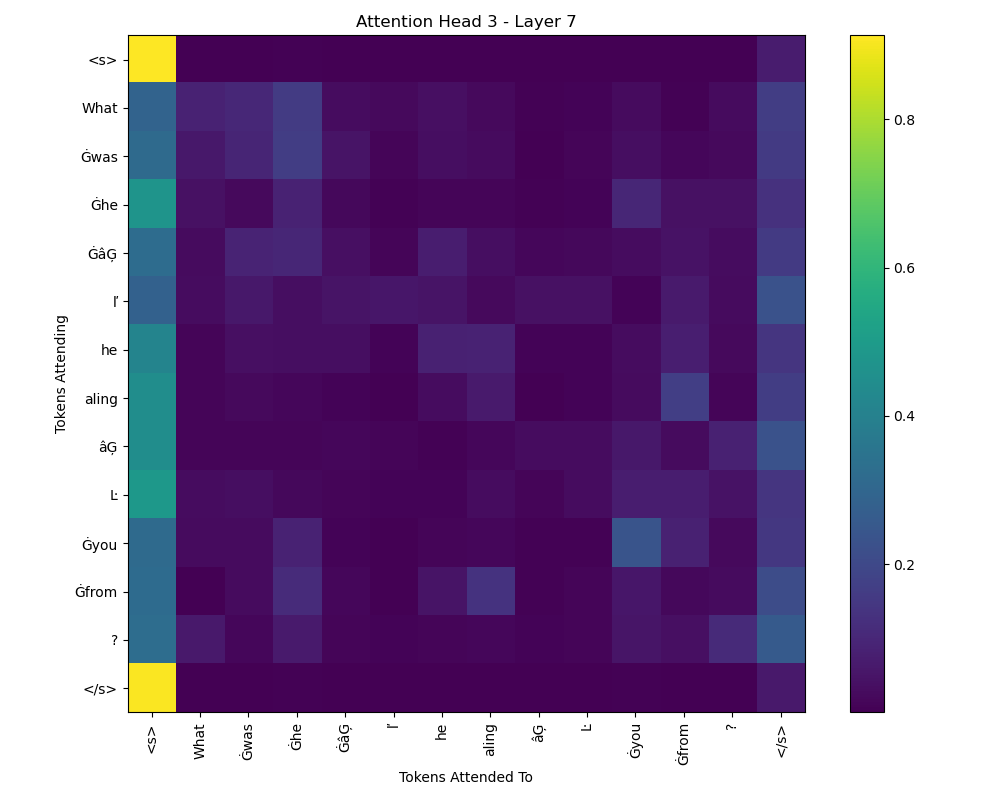 Attention Head 3 - Layer 7
<s>
What
Ġwas
Ġhe
ĠâĢ
ľ
he
aling
âĢ
Ŀ
Ġyou
Ġfrom
?
</s>
Tokens Attending
<s>
What
Ġwas
Ġhe
ĠâĢ
ľ
he
aling
âĢ
Ŀ
Ġyou
Ġfrom
?
</s>
Tokens Attended To
0.8
0.6
0.4
0.2